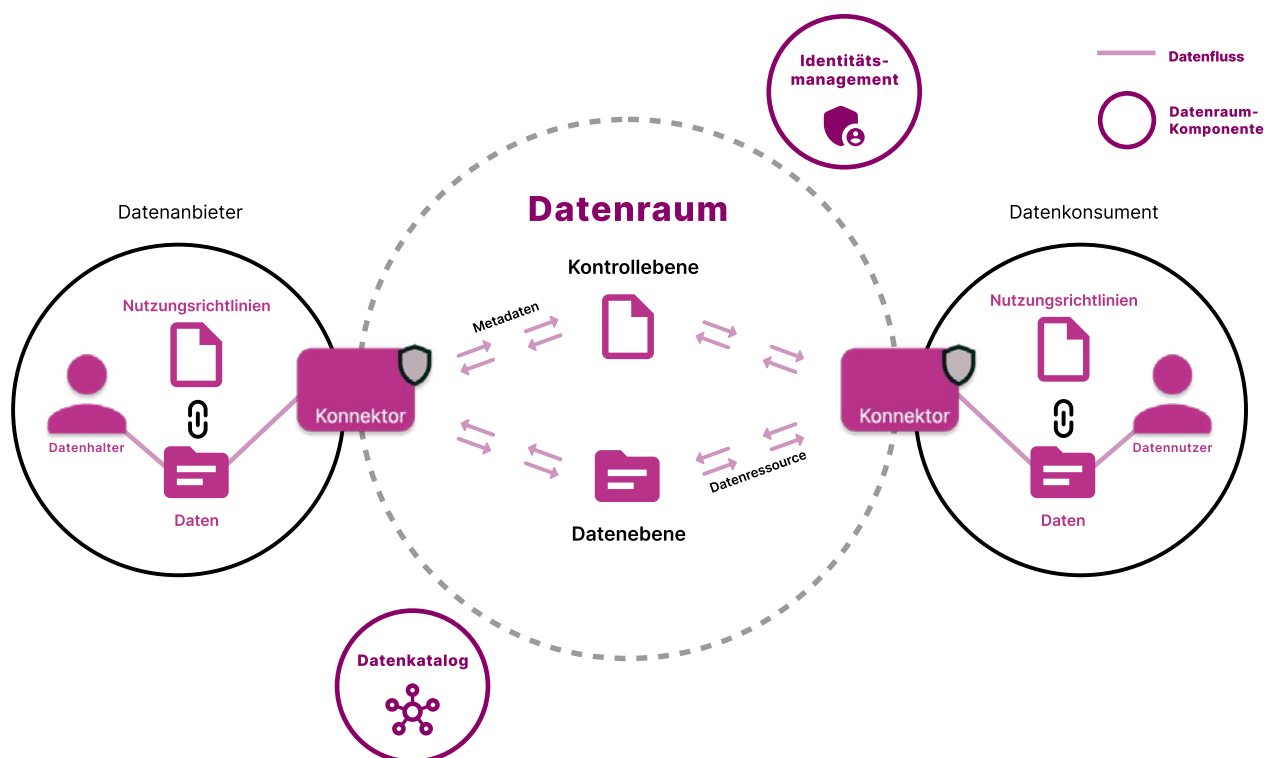 Identitäts-
management
Datenfluss
Datenraum-
Komponente
Datenanbieter
Datenraum
Datenkonsument
Kontrollebene
Nutzungsrichtlinien
Metadaten
Nutzungsrichtlinien
Konnektor
Konnektor
Datenhalter
Datennutzer
Datenressource
Daten
Datenebene
Daten
Datenkatalog